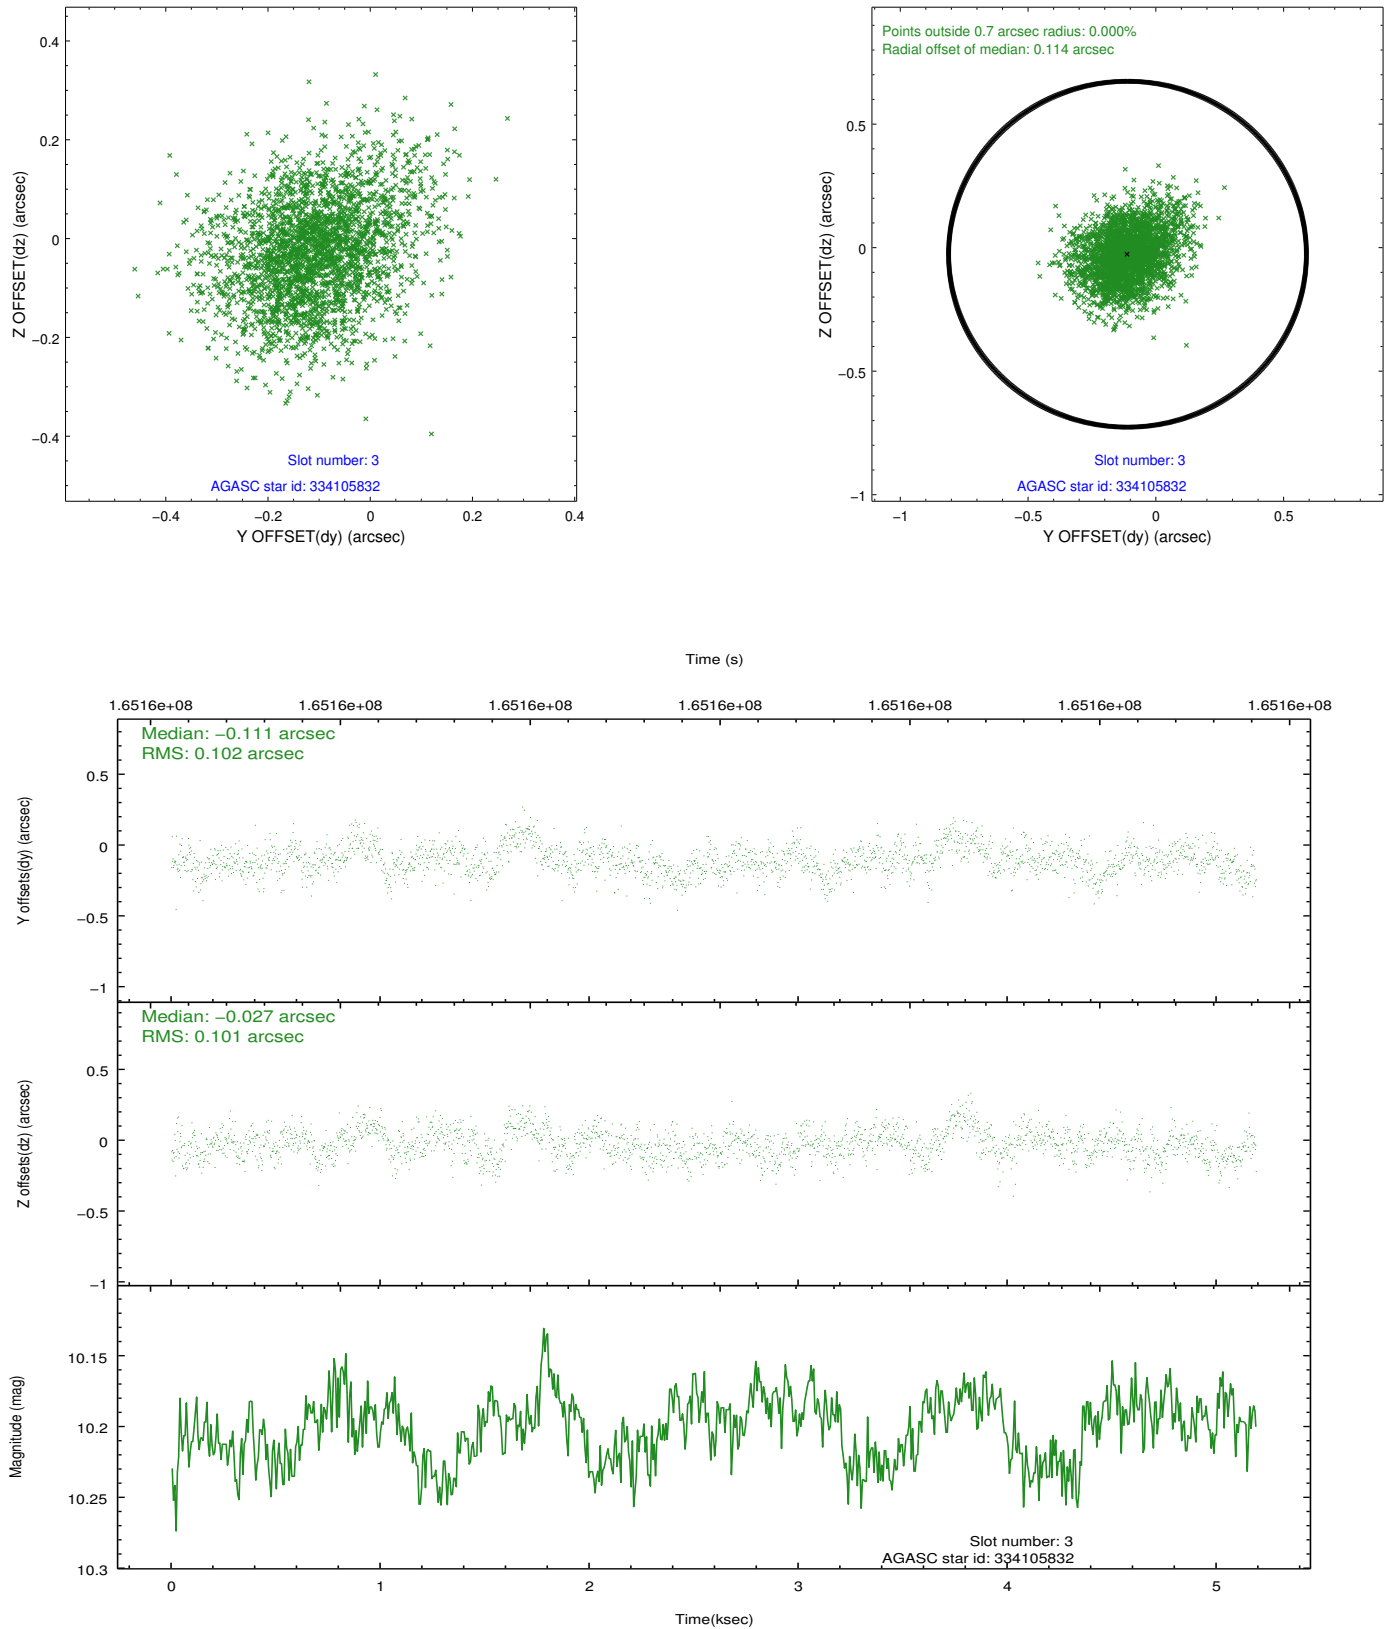 0.4
0.2
0
−0.2
−0.4
Z OFFSET(dz) (arcsec)
Slot number: 3
AGASC star id: 334105832
−0.4 −0.2 0 0.2 0.4
Y OFFSET(dy) (arcsec)
Points outside 0.7 arcsec radius: 0.000%
Radial offset of median: 0.114 arcsec
0.5
0
−0.5
−1
Z OFFSET(dz) (arcsec)
Slot number: 3
AGASC star id: 334105832
−1 −0.5 0 0.5
Y OFFSET(dy) (arcsec)
Time (s)
1.6516e+08 1.6516e+08 1.6516e+08 1.6516e+08 1.6516e+08 1.6516e+08 1.6516e+08
Median: −0.111 arcsec
RMS: 0.102 arcsec
0.5
0
−0.5
−1
Y offsets(dy) (arcsec)
Median: −0.027 arcsec
RMS: 0.101 arcsec
0.5
0
−0.5
−1
Z offsets(dz) (arcsec)
10.15
10.2
10.25
10.3
Magnitude (mag)
Slot number: 3
AGASC star id: 334105832
0 1 2 3 4 5
Time(ksec)